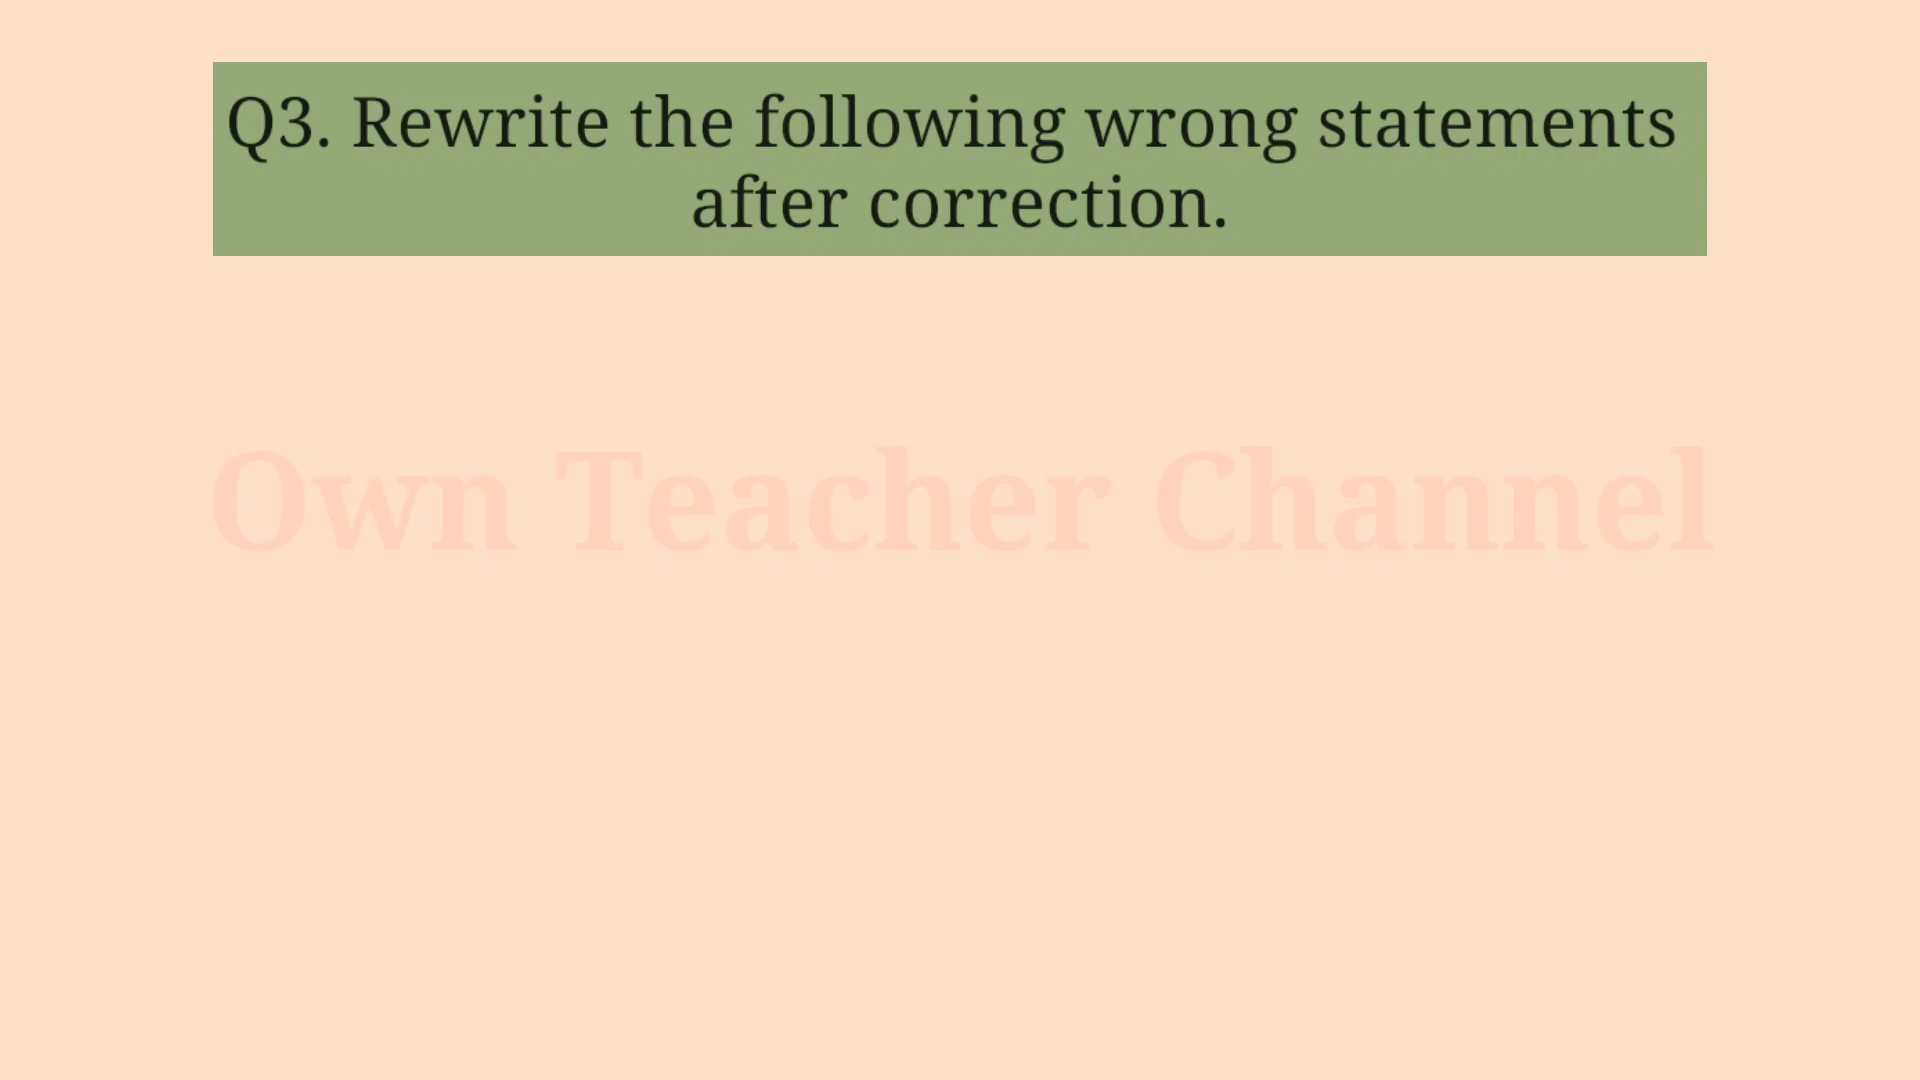 Q3. Rewrite the following wrong statements
after correction.
Own Teacher Channel